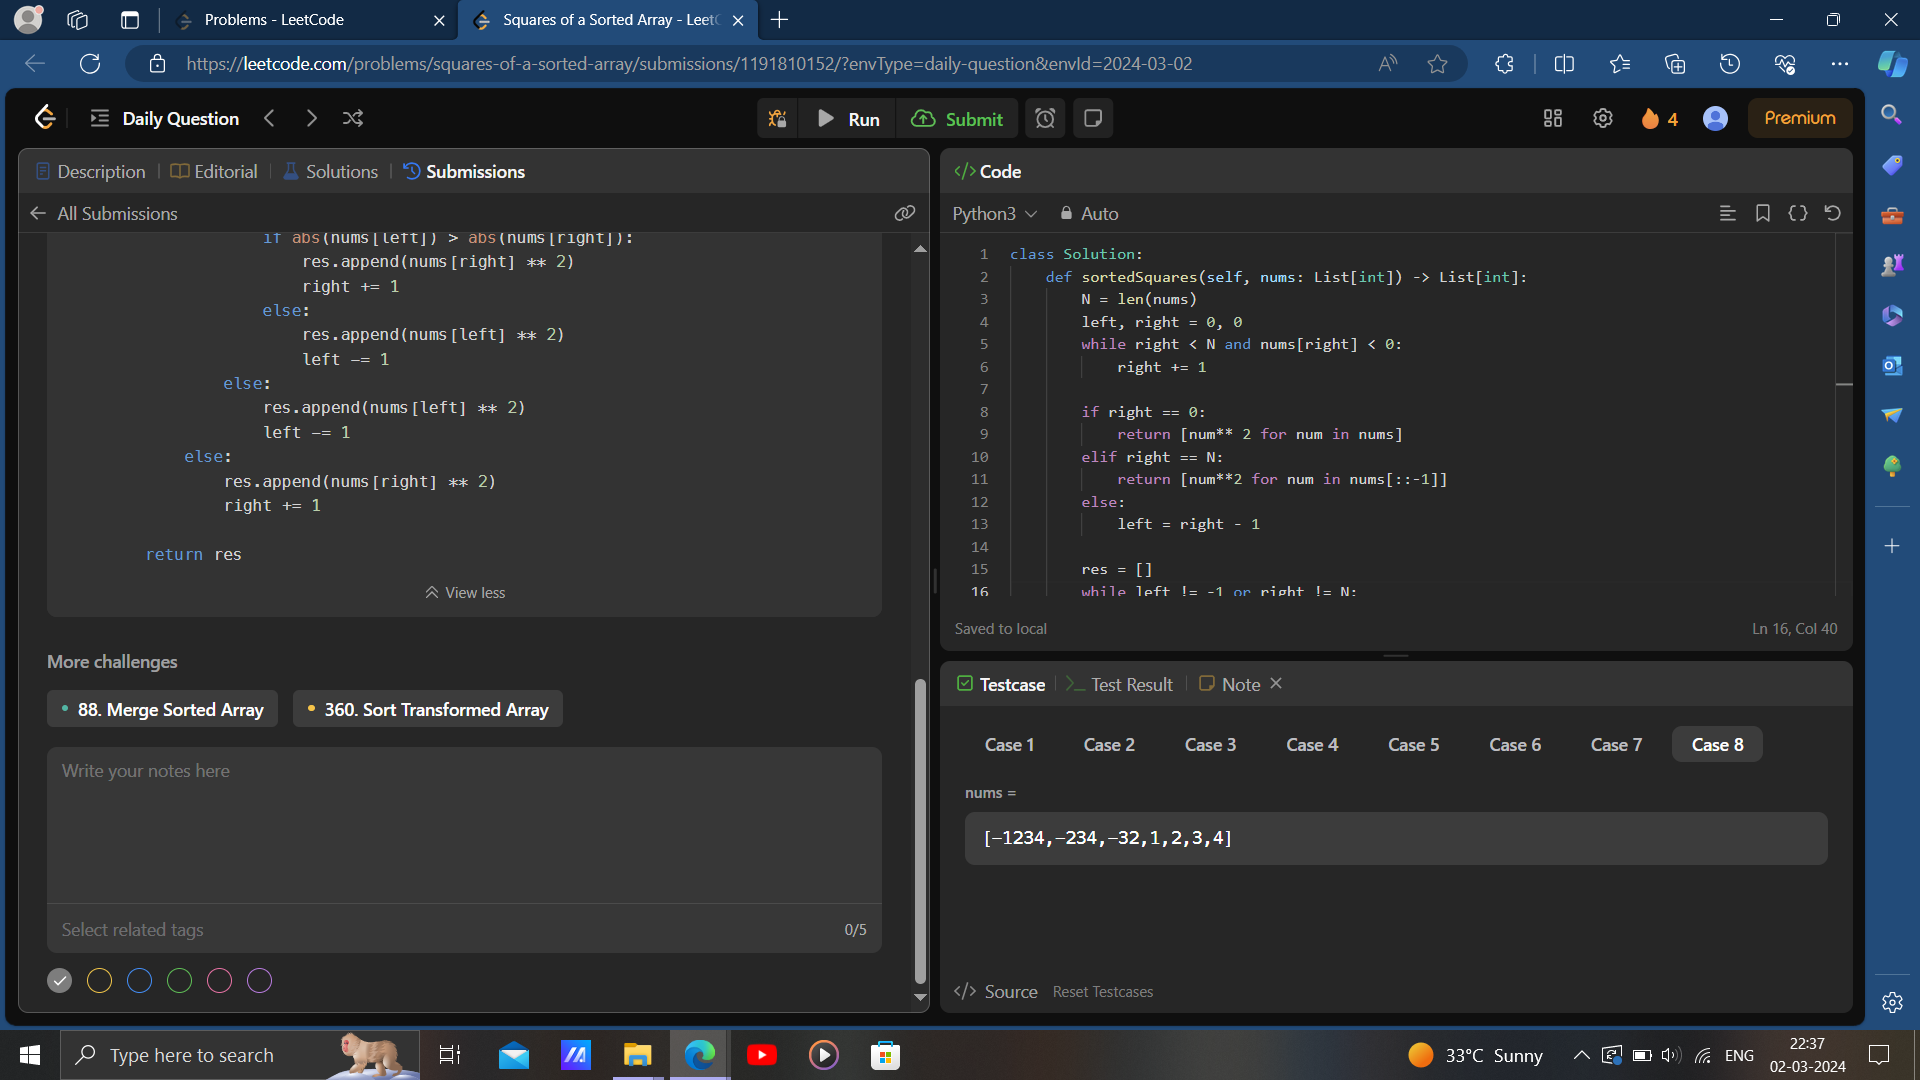 Problems - LeetCode
Squares of a Sorted Array - LeetC
https://leetcode.com/problems/squares-of-a-sorted-array/submissions/1191810152/?envType=daily-question&envId=2024-03-02
Daily Question
Run
Submit
4
Premium
Description
Editorial
Solutions
Submissions
All Submissions
if abs(nums[left]) > abs(nums[right]):
res.append(nums[right] ** 2)
right += 1
else:
res.append(nums[left] ** 2)
left -= 1
else:
res.append(nums[left] ** 2)
left -= 1
else:
res.append(nums[right] ** 2)
right += 1
return res
View less
More challenges
88. Merge Sorted Array
360. Sort Transformed Array
Write your notes here
Select related tags
0/5
</> Code
Python3
Auto
1 class Solution:
2 def sortedSquares(self, nums: List[int]) -> List[int]:
3 N = len(nums)
4 left, right = 0, 0
5 while right < N and nums[right] < 0:
6 right += 1
7
8 if right == 0:
9 return [num** 2 for num in nums]
10 elif right == N:
11 return [num**2 for num in nums[::-1]]
12 else:
13 left = right - 1
14
15 res = []
16 while left != -1 or right != N:
Saved to local
Ln 16, Col 40
Testcase
Test Result
Note
Case 1
Case 2
Case 3
Case 4
Case 5
Case 6
Case 7
Case 8
nums =
[-1234,-234,-32,1,2,3,4]
</> Source
Reset Testcases
Type here to search
33°C Sunny
ENG
22:37
02-03-2024